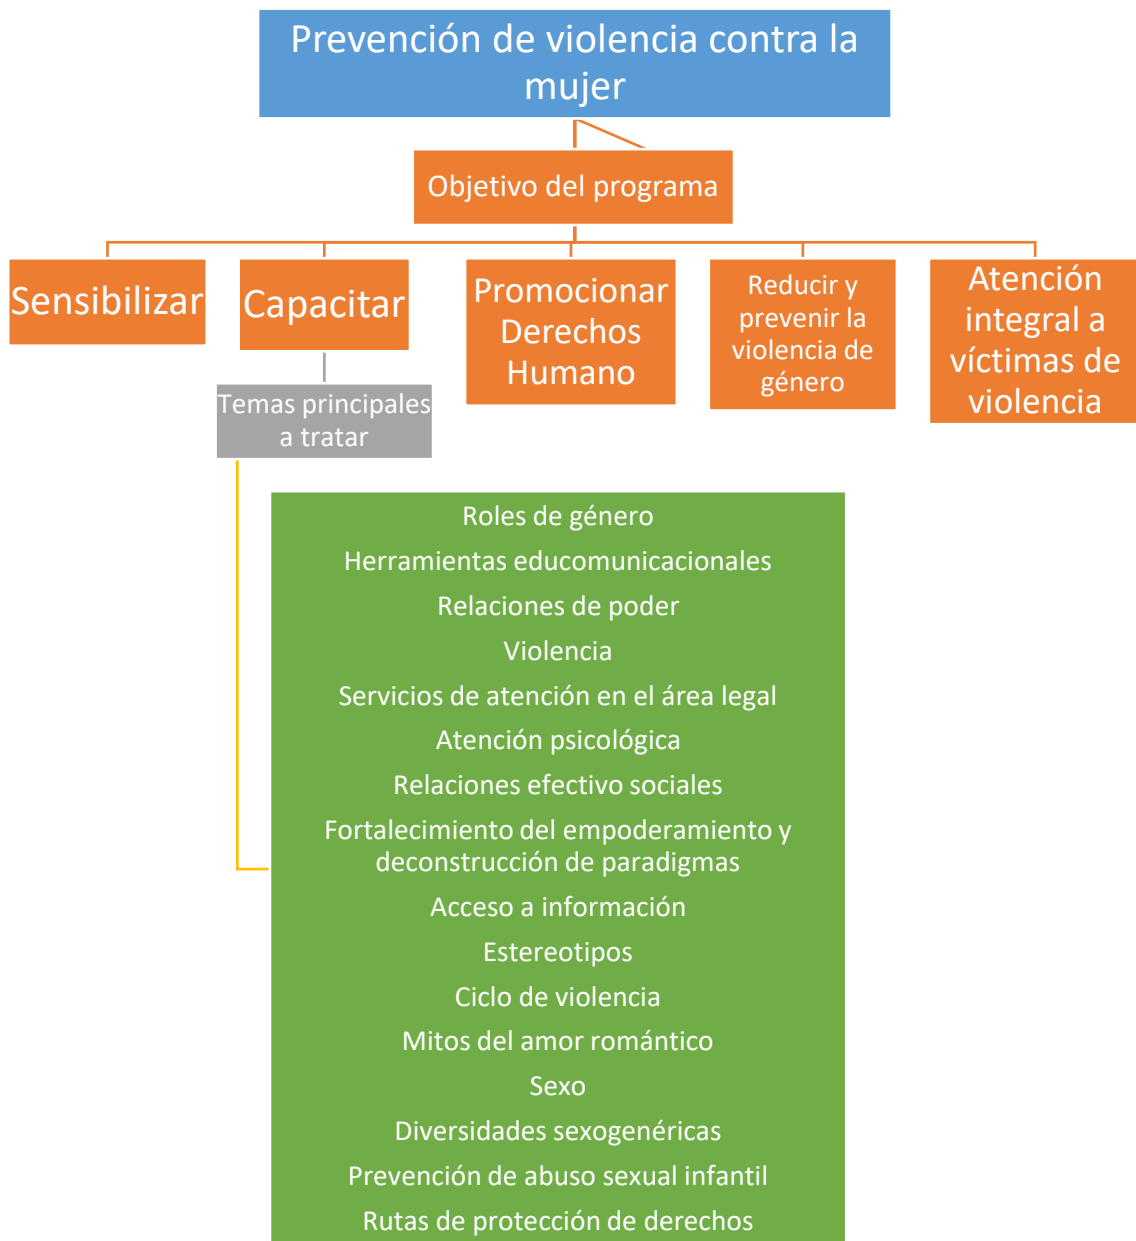 Prevención de violencia contra la
mujer
Objetivo del programa
Sensibilizar
Capacitar
Promocionar
Derechos
Humano
Reducir y
prevenir la
violencia de
género
Atención
integral a
víctimas de
violencia
Temas principales
a tratar
Roles de género
Herramientas educomunicacionales
Relaciones de poder
Violencia
Servicios de atención en el área legal
Atención psicológica
Relaciones efectivo sociales
Fortalecimiento del empoderamiento y
deconstrucción de paradigmas
Acceso a información
Estereotipos
Ciclo de violencia
Mitos del amor romántico
Sexo
Diversidades sexogenéricas
Prevención de abuso sexual infantil
Rutas de protección de derechos